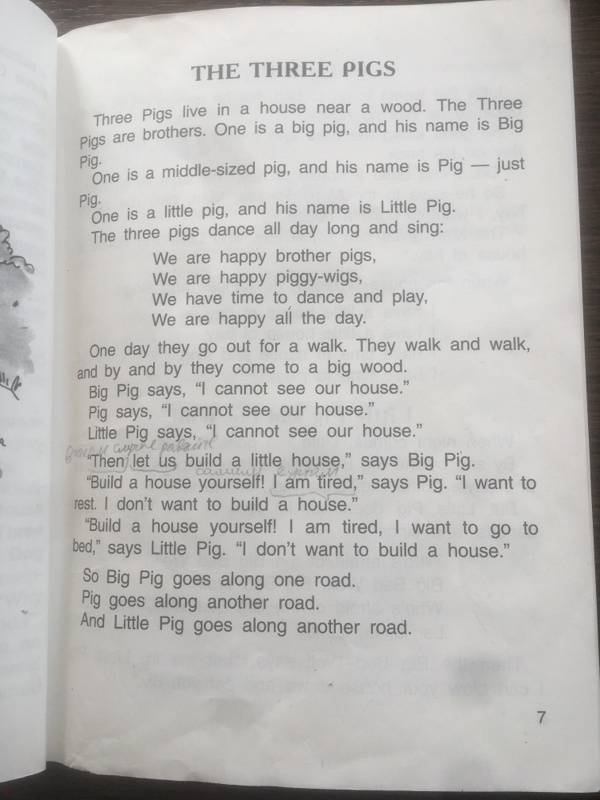 THE THREE PIGS
Three Pigs live in a house near a wood. The Three
Pigs are brothers. One is a big pig, and his name is Big
Pig.
One is a middle-sized pig, and his name is Pig — just
Pig.
One is a little pig, and his name is Little Pig.
The three pigs dance all day long and sing:
We are happy brother pigs,
We are happy piggy-wigs,
We have time to dance and play,
We are happy all the day.
One day they go out for a walk. They walk and walk,
and by and by they come to a big wood.
Big Pig says, “I cannot see our house.”
Pig says, “I cannot see our house.”
Little Pig says, “I cannot see our house.”
“Then let us build a little house,” says Big Pig.
“Build a house yourself! I am tired,” says Pig. “I want to
rest. I don’t want to build a house.”
“Build a house yourself! I am tired, I want to go to
bed,” says Little Pig. “I don’t want to build a house.”
So Big Pig goes along one road.
Pig goes along another road.
And Little Pig goes along another road.
7